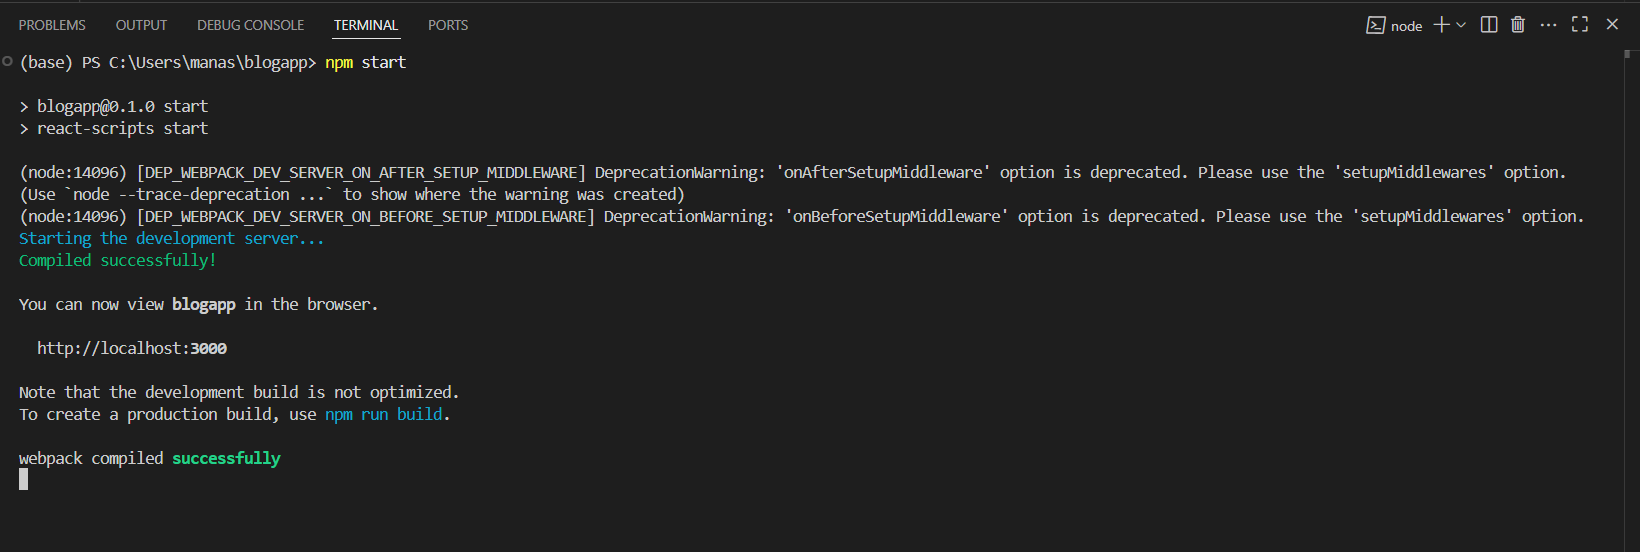 PROBLEMS OUTPUT DEBUG CONSOLE TERMINAL PORTS node
(base) PS C:\Users\manas\blogapp> npm start
> blogapp@0.1.0 start
> react-scripts start
(node:14096) [DEP_WEBPACK_DEV_SERVER_ON_AFTER_SETUP_MIDDLEWARE] DeprecationWarning: 'onAfterSetupMiddleware' option is deprecated. Please use the 'setupMiddlewares' option.
(Use `node --trace-deprecation ...` to show where the warning was created)
(node:14096) [DEP_WEBPACK_DEV_SERVER_ON_BEFORE_SETUP_MIDDLEWARE] DeprecationWarning: 'onBeforeSetupMiddleware' option is deprecated. Please use the 'setupMiddlewares' option.
Starting the development server...
Compiled successfully!
You can now view blogapp in the browser.
http://localhost:3000
Note that the development build is not optimized.
To create a production build, use npm run build.
webpack compiled successfully